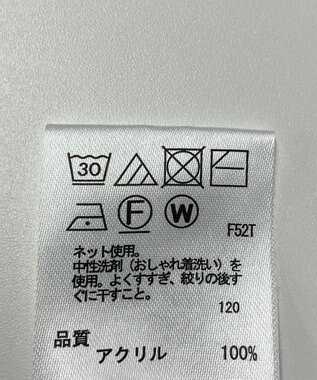 30
F W
F52T
ネット使用。
中性洗剤（おしゃれ着洗い）を
使用。よくすすぎ、絞りの後す
ぐに干すこと。
120
品質
アクリル 100%